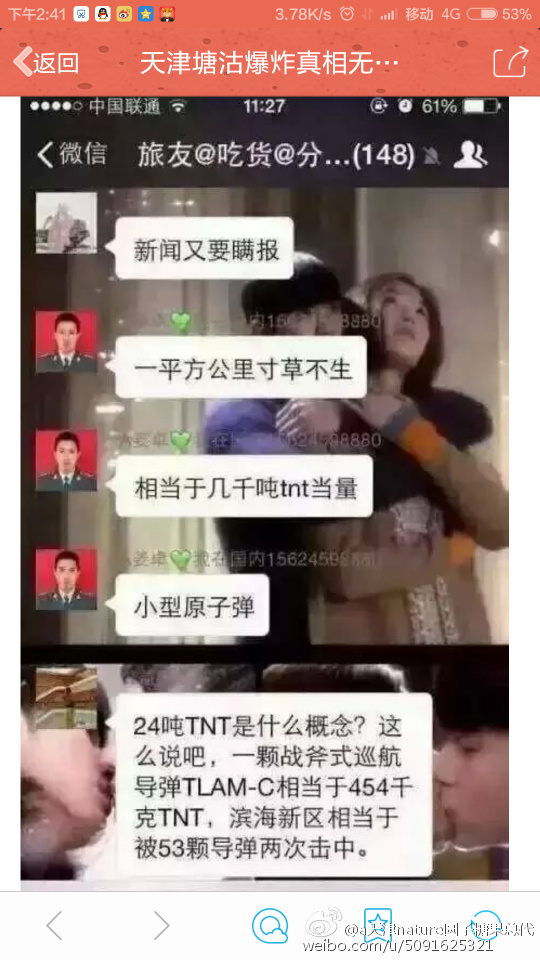 下午2:41
3.78K/s
移动 4G
53%
返回
天津塘沽爆炸真相无…
中国联通
11:27
61%
微信
旅友@吃货@分…(148)
新闻又要瞒报
一平方公里寸草不生
相当于几千吨tnt当量
姜卓
我在国内
小型原子弹
24吨TNT是什么概念？这
么说吧，一颗战斧式巡航
导弹TLAM-C相当于454千
克TNT，滨海新区相当于
被53颗导弹两次击中。
weibo.com/u/5091625321